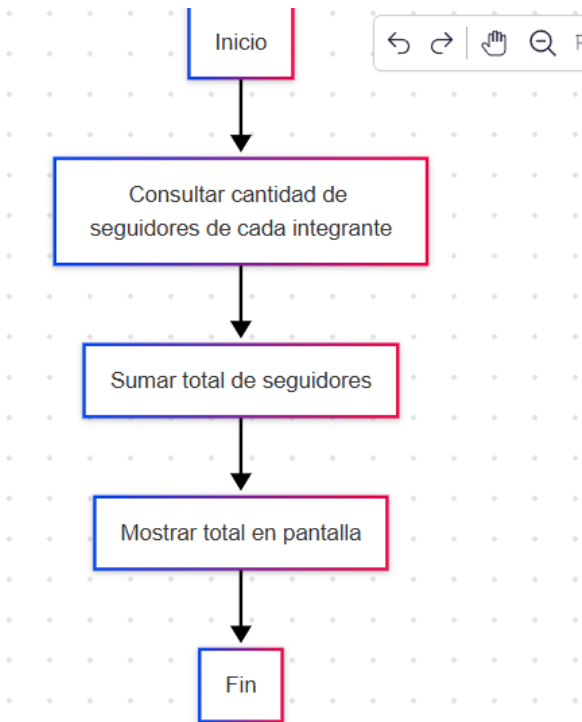 Inicio
Consultar cantidad de
seguidores de cada integrante
Sumar total de seguidores
Mostrar total en pantalla
Fin